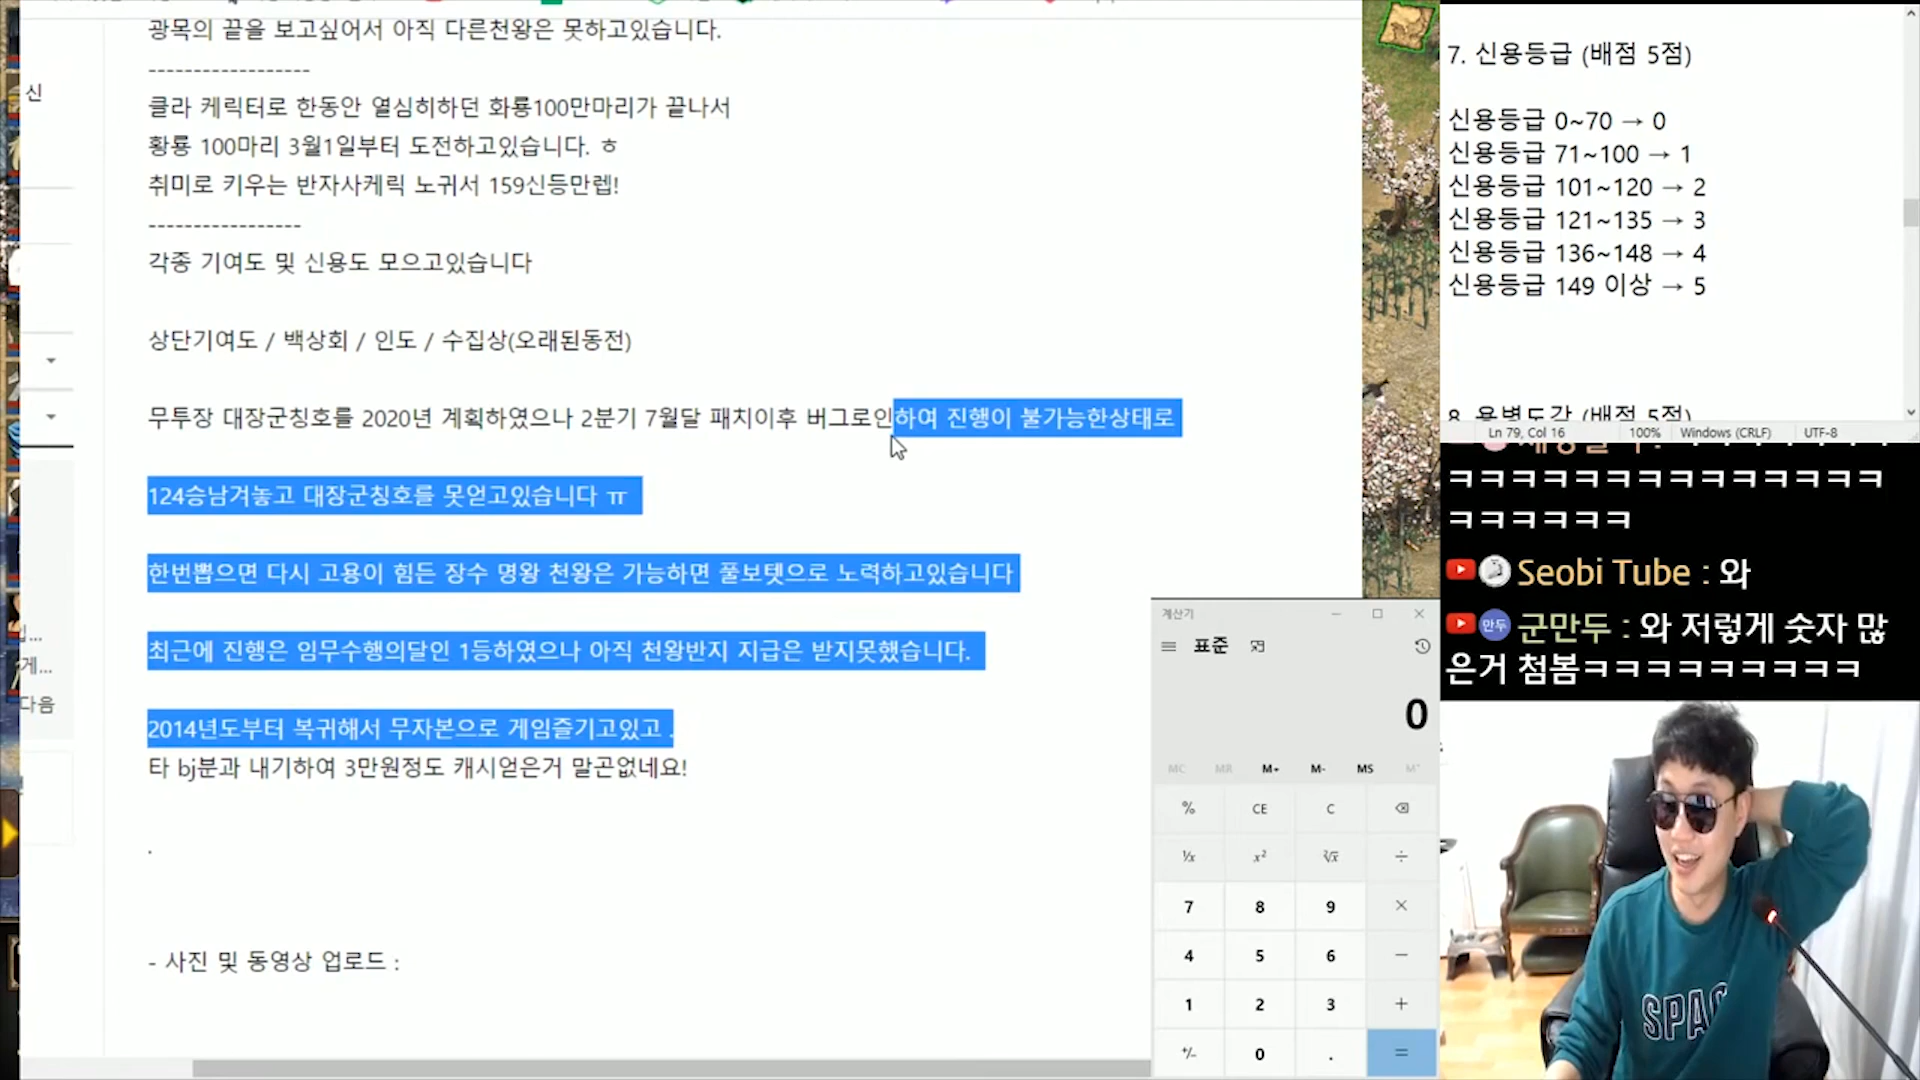 광목의 끝을 보고싶어서 아직 다른천왕은 못하고있습니다.
------------------
클라 케릭터로 한동안 열심히하던 화룡100만마리가 끝나서
황룡 100마리 3월1일부터 도전하고있습니다. ㅎ
취미로 키우는 반자사케릭 노귀서 159신등만렙!
-----------------
각종 기여도 및 신용도 모으고있습니다
상단기여도 / 백상회 / 인도 / 수집상(오래된동전)
무투장 대장군칭호를 2020년 계획하였으나 2분기 7월달 패치이후 버그로인하여 진행이 불가능한상태로
124승남겨놓고 대장군칭호를 못얻고있습니다 ㅠ
한번뽑으면 다시 고용이 힘든 장수 명왕 천왕은 가능하면 풀보텟으로 노력하고있습니다
최근에 진행은 임무수행의달인 1등하였으나 아직 천왕반지 지급은 받지못했습니다.
2014년도부터 복귀해서 무자본으로 게임즐기고있고 .
타 bj분과 내기하여 3만원정도 캐시얻은거 말곤없네요!
.
- 사진 및 동영상 업로드 :
신
게...
다음
7. 신용등급 (배점 5점)
신용등급 0~70 → 0
신용등급 71~100 → 1
신용등급 101~120 → 2
신용등급 121~135 → 3
신용등급 136~148 → 4
신용등급 149 이상 → 5
8. 용병도감 (배점 5점)
Ln 79, Col 16 100% Windows (CRLF) UTF-8
ㅋㅋㅋㅋㅋㅋㅋㅋㅋㅋㅋㅋㅋㅋ
ㅋㅋㅋㅋㅋㅋ
Seobi Tube : 와
만두 군만두 : 와 저렇게 숫자 많
은거 첨봄ㅋㅋㅋㅋㅋㅋㅋㅋㅋ
계산기
표준
0
MC MR M+ M- MS M˅
% CE C
⅟x x² ²√x ÷
7 8 9 ×
4 5 6 −
1 2 3 +
+/- 0 . =
SPAC